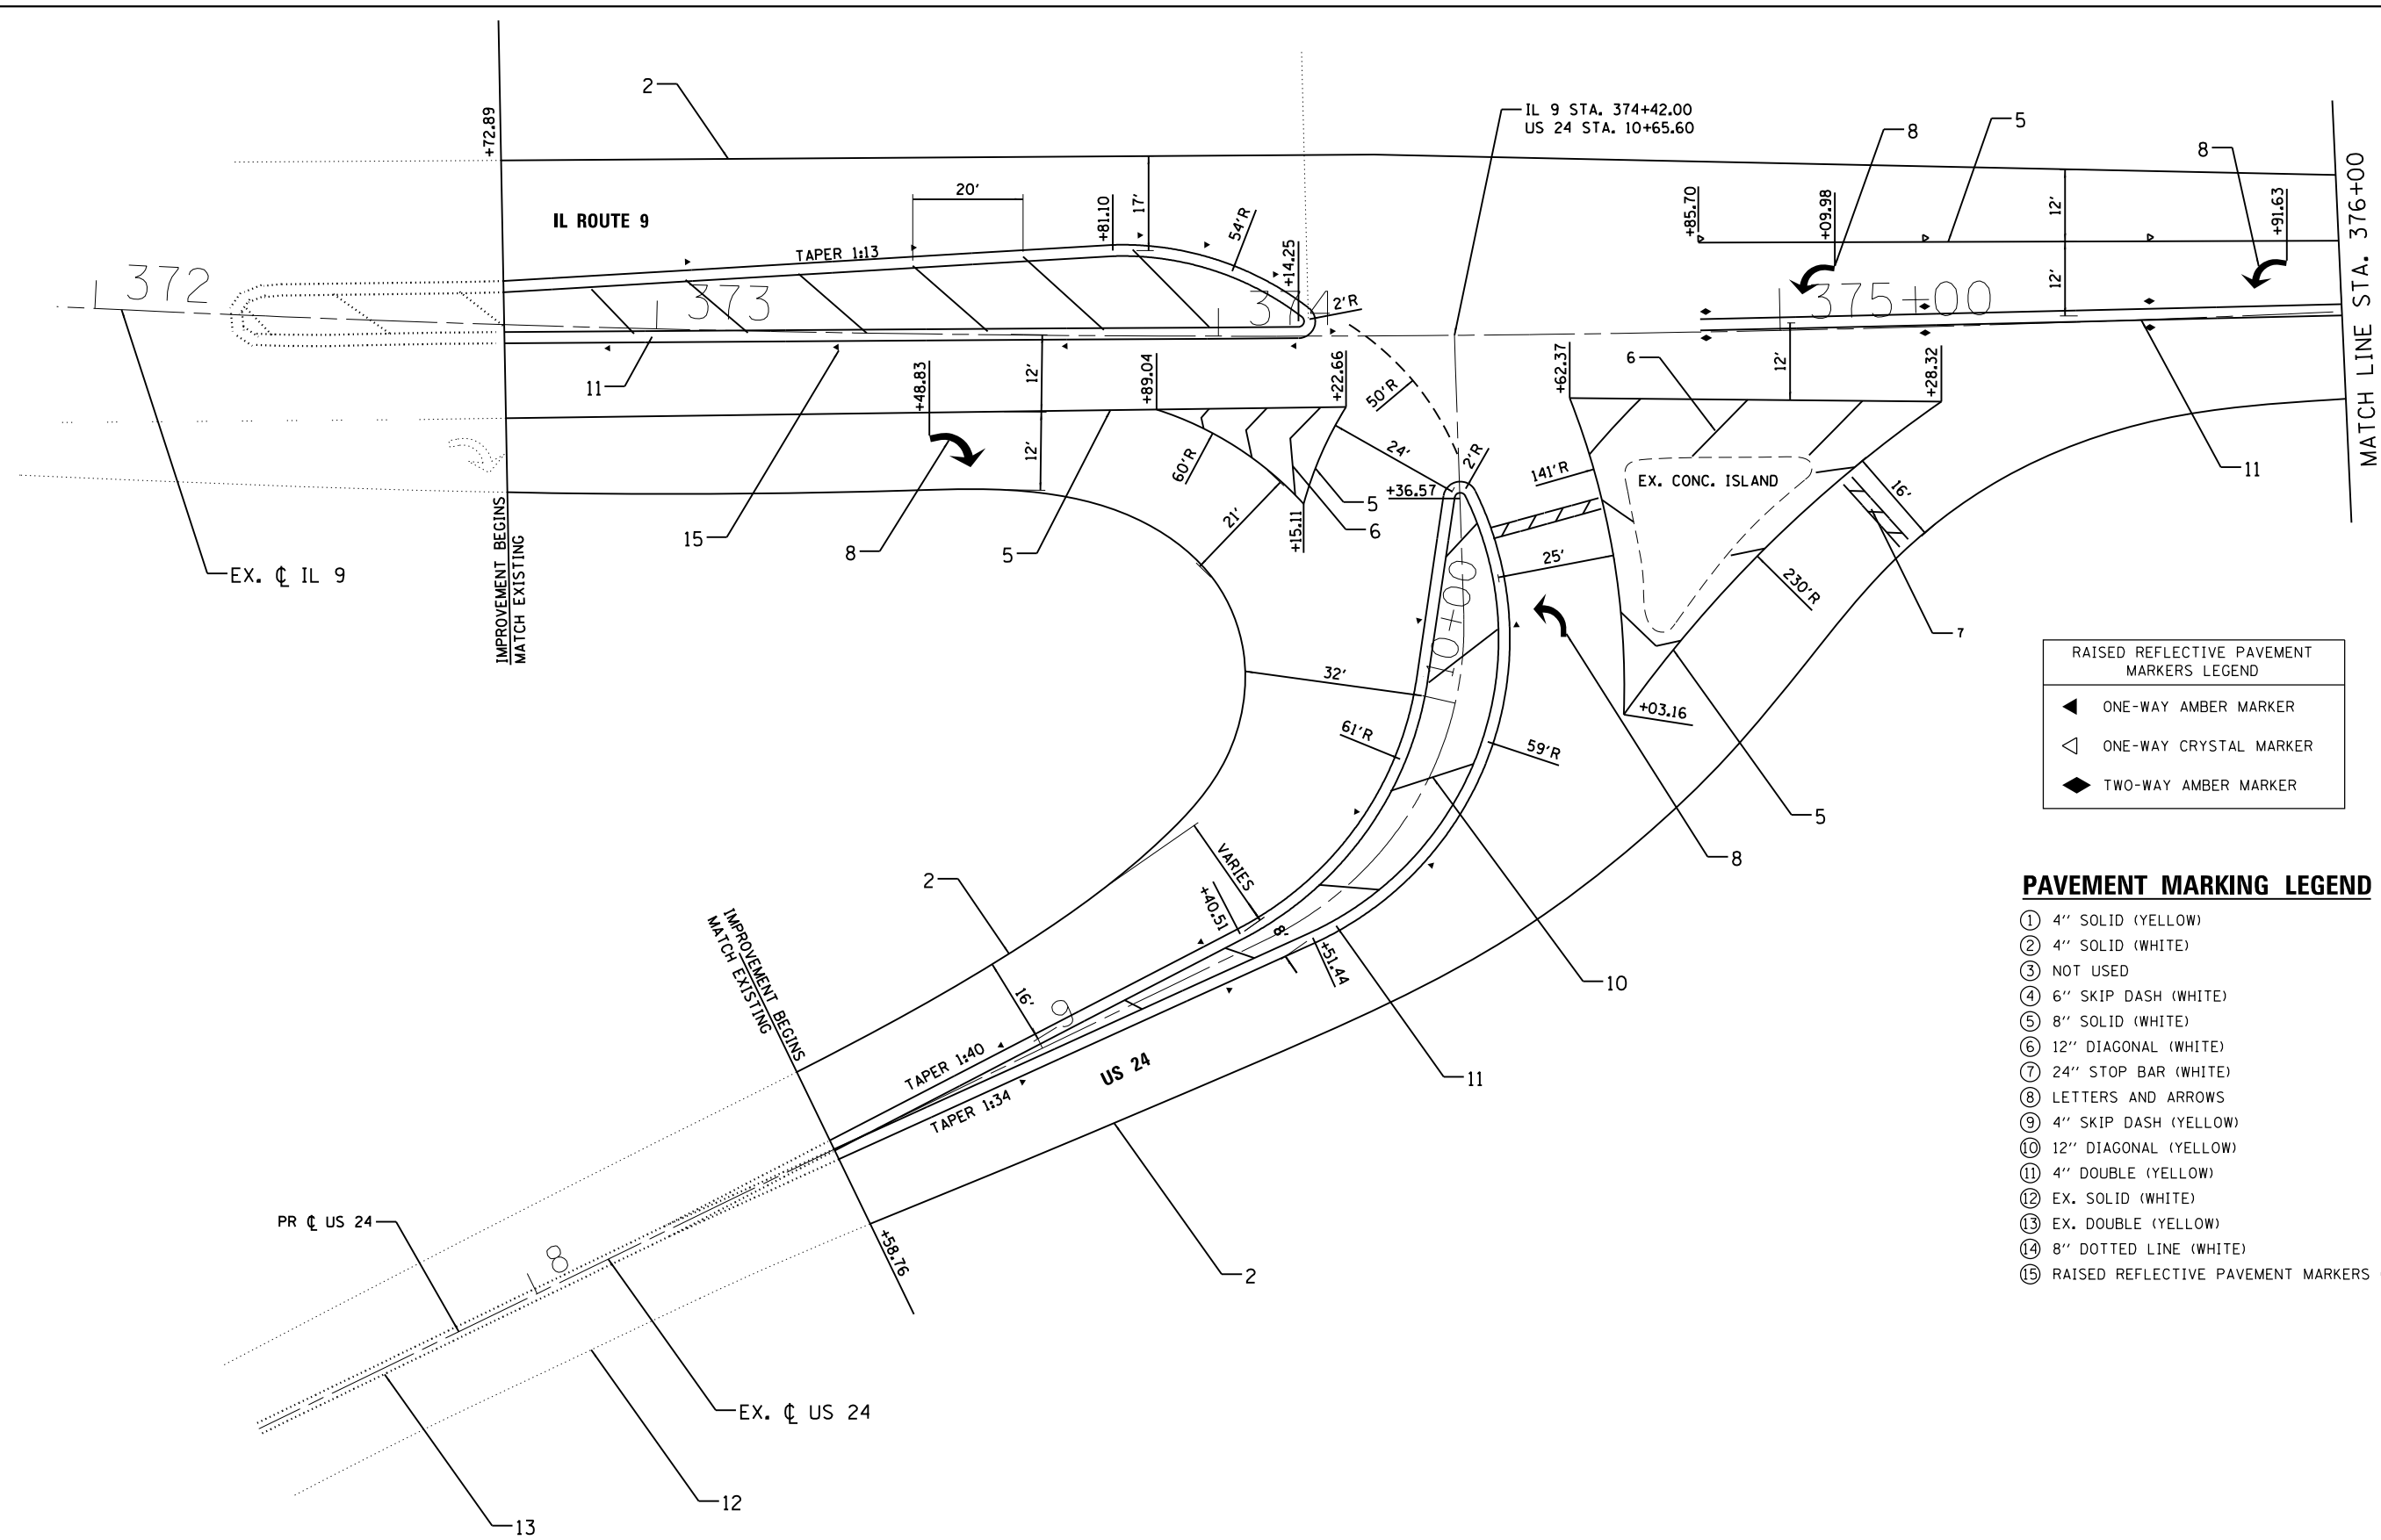 2
+72.89
IL 9 STA. 374+42.00
US 24 STA. 10+65.60
8
5
8
MATCH LINE STA. 376+00
IL ROUTE 9
20'
+81.10
17'
54'R
+14.25
2'R
+85.70
+09.98
12'
+91.63
12'
TAPER 1:13
372
373
374
375+00
11
+48.83
12'
+89.04
+22.66
50'R
+62.37
6
12'
+28.32
12'
60'R
24'
2'R
141'R
EX. CONC. ISLAND
16'
11
+36.57
5
6
15
8
5
21'
+15.11
25'
230'R
7
EX. ℄ IL 9
IMPROVEMENT BEGINS
MATCH EXISTING
10+00
32'
+03.16
61'R
59'R
5
8
RAISED REFLECTIVE PAVEMENT
MARKERS LEGEND
ONE-WAY AMBER MARKER
ONE-WAY CRYSTAL MARKER
TWO-WAY AMBER MARKER
2
VARIES
+40.51
8'
+51.44
10
IMPROVEMENT BEGINS
MATCH EXISTING
16'
9
TAPER 1:40
TAPER 1:34
US 24
11
PR ℄ US 24
8
+58.76
2
EX. ℄ US 24
12
13
PAVEMENT MARKING LEGEND
1 4'' SOLID (YELLOW)
2 4'' SOLID (WHITE)
3 NOT USED
4 6'' SKIP DASH (WHITE)
5 8'' SOLID (WHITE)
6 12'' DIAGONAL (WHITE)
7 24'' STOP BAR (WHITE)
8 LETTERS AND ARROWS
9 4'' SKIP DASH (YELLOW)
10 12'' DIAGONAL (YELLOW)
11 4'' DOUBLE (YELLOW)
12 EX. SOLID (WHITE)
13 EX. DOUBLE (YELLOW)
14 8'' DOTTED LINE (WHITE)
15 RAISED REFLECTIVE PAVEMENT MARKERS